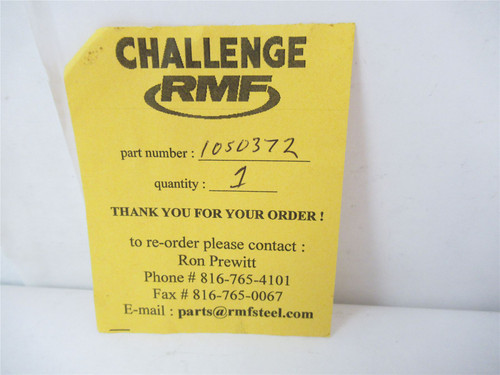 CHALLENGE
RMF
part number : 1050372
quantity : 1
THANK YOU FOR YOUR ORDER !
to re-order please contact :
Ron Prewitt
Phone # 816-765-4101
Fax # 816-765-0067
E-mail : parts@rmfsteel.com